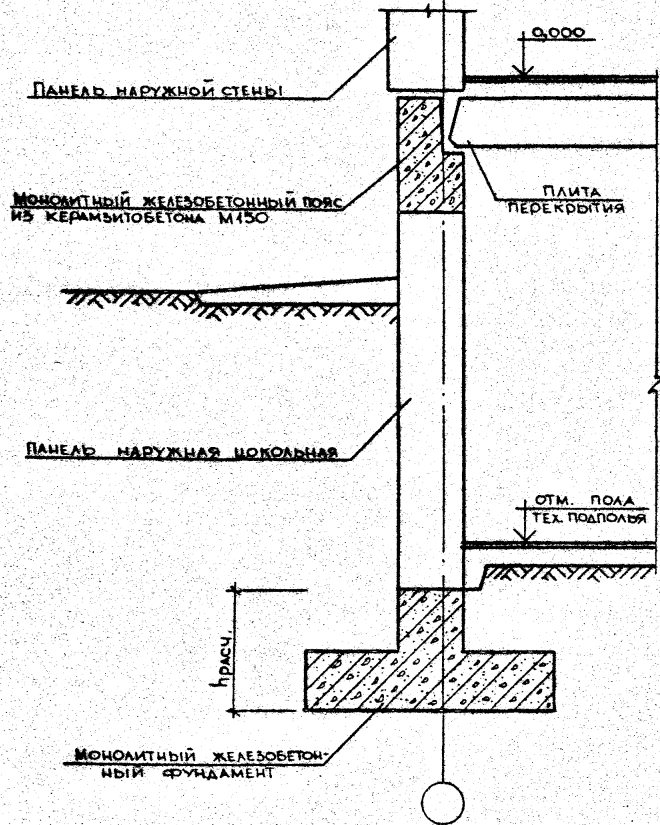 0,000
ПАНЕЛЬ НАРУЖНОЙ СТЕНЫ
МОНОЛИТНЫЙ ЖЕЛЕЗОБЕТОННЫЙ ПОЯС
ИЗ КЕРАМЗИТОБЕТОНА М150
ПЛИТА
ПЕРЕКРЫТИЯ
ПАНЕЛЬ НАРУЖНАЯ ЦОКОЛЬНАЯ
ОТМ. ПОЛА
ТЕХ. ПОДПОЛЬЯ
hРАСЧ.
МОНОЛИТНЫЙ ЖЕЛЕЗОБЕТОН-
НЫЙ ФУНДАМЕНТ